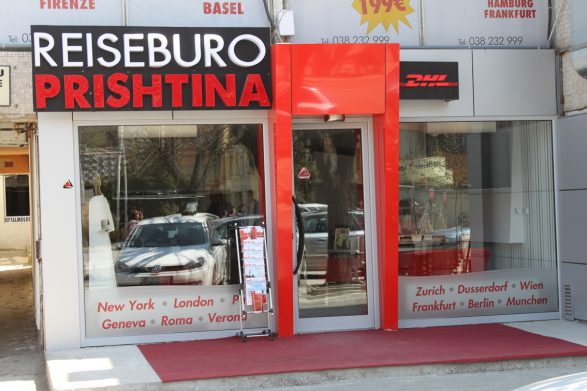 FIRENZE
BASEL
199€
HAMBURG
FRANKFURT
Tel: 038 232 999
Tel: 038 232 999
REISEBURO
PRISHTINA
DHL
New York • London •
Geneva • Roma •
Zurich • Dusserdorf • Wien
Frankfurt • Berlin • Munchen